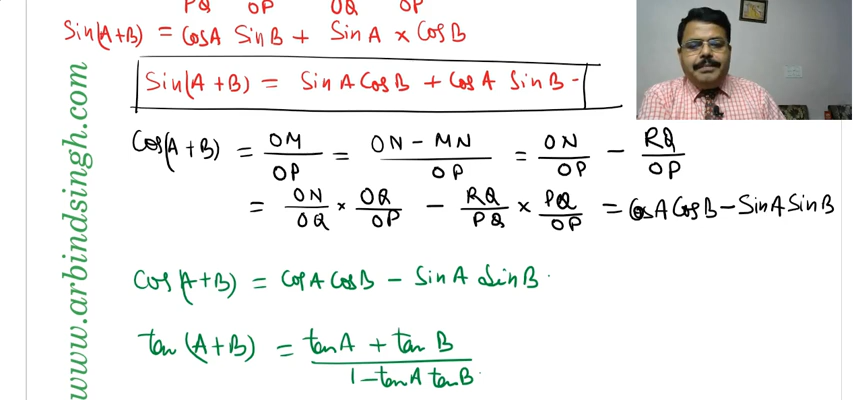 PQ OP OQ OP
Sin(A+B) = CosA SinB + SinA × CosB
Sin(A+B) = SinA CosB + CosA SinB -
Cos(A+B) = OM/OP = ON-MN/OP = ON/OP - RQ/OP
= ON/OQ × OQ/OP - RQ/PQ × PQ/OP = CosA CosB - SinA SinB
Cos(A+B) = CosA CosB - SinA SinB.
tan(A+B) = tanA + tanB / 1-tanA tanB.
www.arbindsingh.com